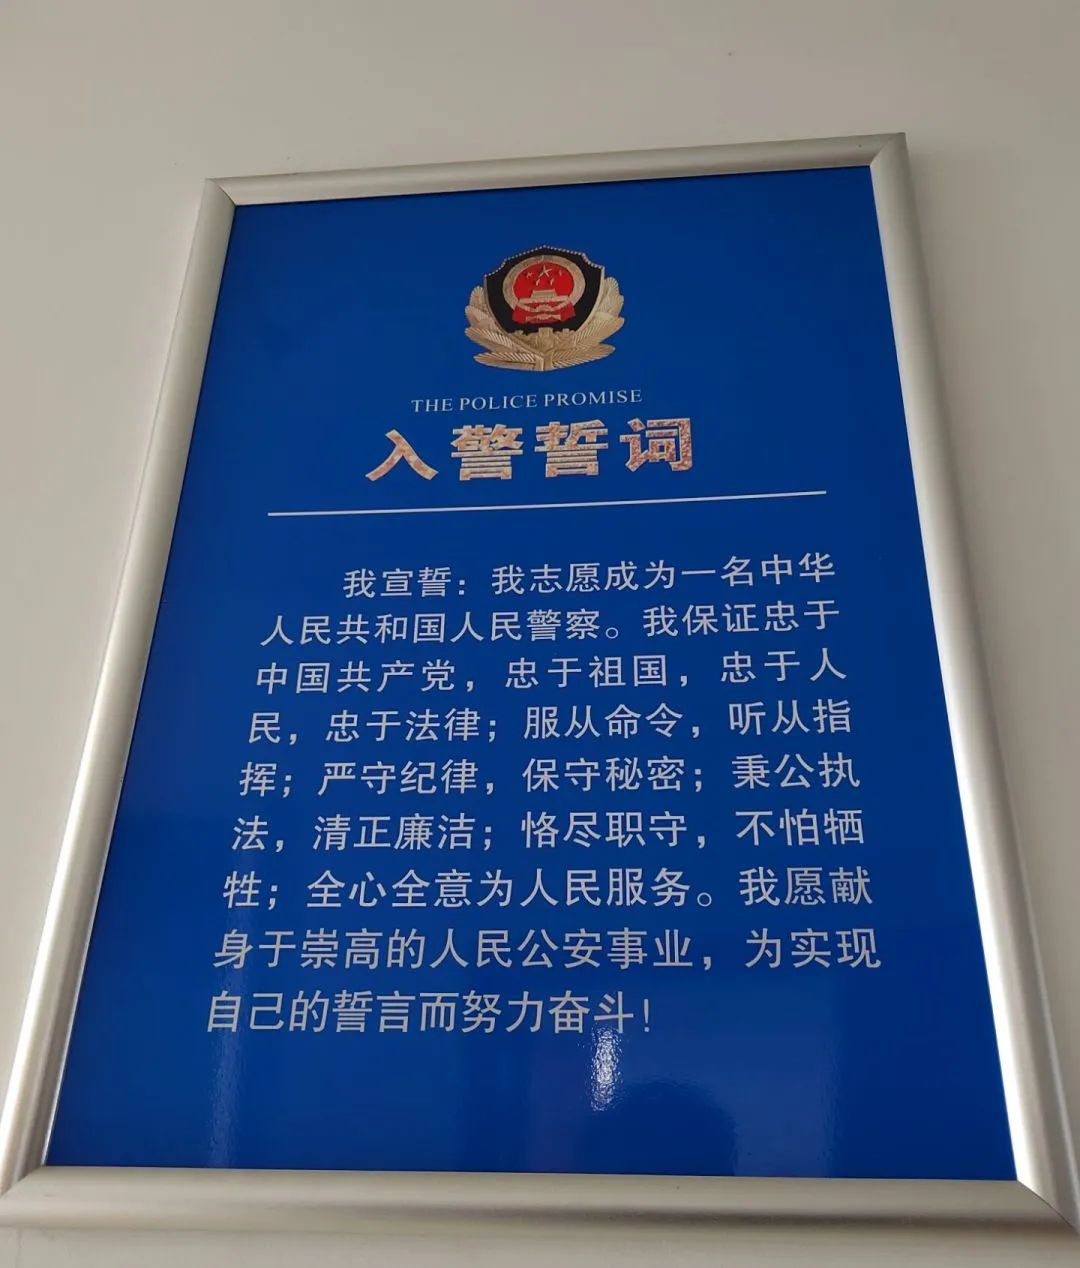 THE POLICE PROMISE
入警誓词
我宣誓：我志愿成为一名中华
人民共和国人民警察。我保证忠于
中国共产党，忠于祖国，忠于人
民，忠于法律；服从命令，听从指
挥；严守纪律，保守秘密；秉公执
法，清正廉洁；恪尽职守，不怕牺
牲；全心全意为人民服务。我愿献
身于崇高的人民公安事业，为实现
自己的誓言而努力奋斗！